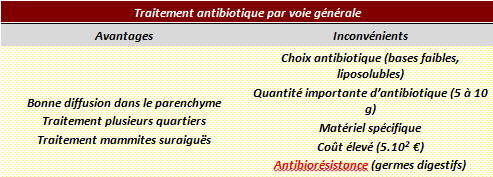 Traitement antibiotique par voie générale
Avantages
Inconvénients
Bonne diffusion dans le parenchyme
Traitement plusieurs quartiers
Traitement mammites suraiguës
Choix antibiotique (bases faibles,
liposolubles)
Quantité importante d'antibiotique (5 à 10
g)
Matériel spécifique
Coût élevé (5.10² €)
Antibiorésistance (germes digestifs)